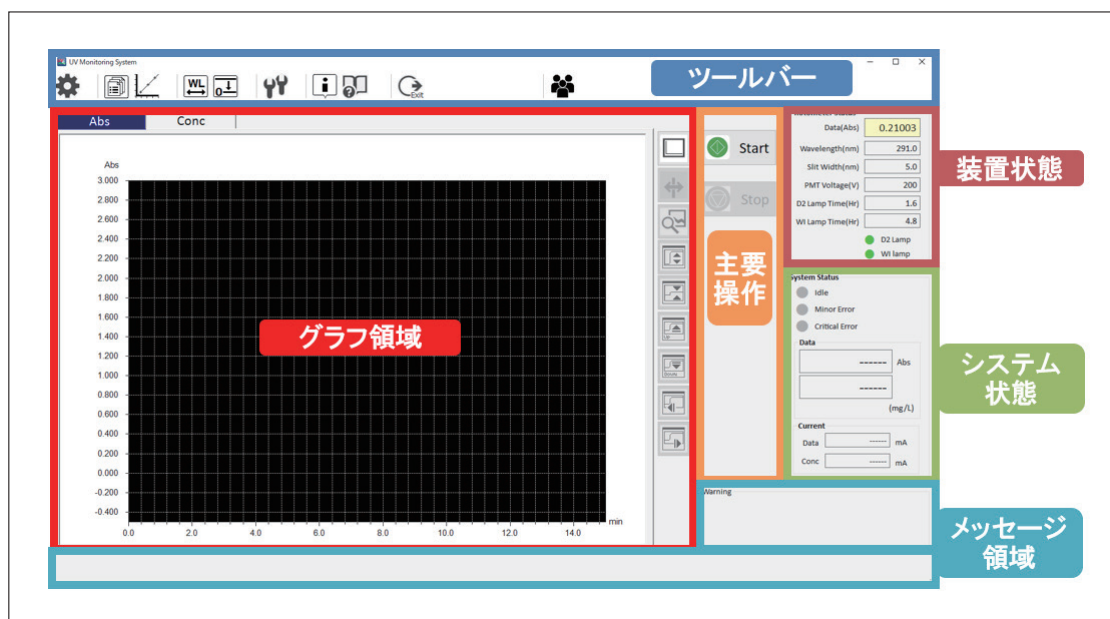 UV Monitoring System
WL
0
i
?
Exit
ツールバー
Abs
Conc
Abs
3.000
2.800
2.600
2.400
2.200
2.000
1.800
1.600
1.400
1.200
1.000
0.800
0.600
0.400
0.200
0.000
-0.200
-0.400
0.0
2.0
4.0
6.0
8.0
10.0
12.0
14.0
min
グラフ領域
Start
Stop
主要
操作
Data(Abs) 0.21003
Wavelength(nm) 291.0
Slit Width(nm) 5.0
PMT Voltage(V) 200
D2 Lamp Time(Hr) 1.6
WI Lamp Time(Hr) 4.8
D2 Lamp
WI lamp
装置状態
System Status
Idle
Minor Error
Critical Error
Data
------ Abs
------
(mg/L)
Current
Data ------ mA
Conc ------ mA
システム
状態
Warning
メッセージ
領域